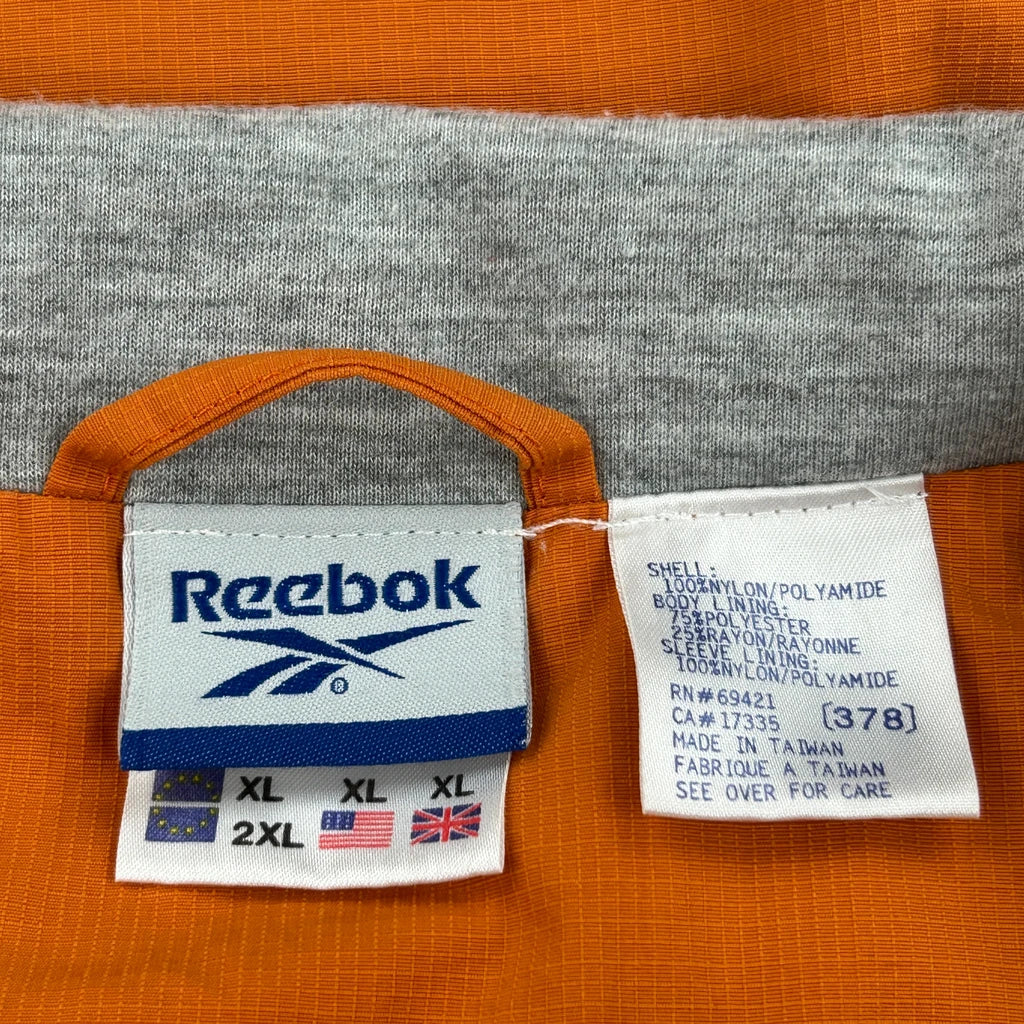 Reebok
®
XL XL XL
2XL
SHELL:
100%NYLON/POLYAMIDE
BODY LINING:
75%POLYESTER
25%RAYON/RAYONNE
SLEEVE LINING:
100%NYLON/POLYAMIDE
RN#69421
CA#17335 [378]
MADE IN TAIWAN
FABRIQUE A TAIWAN
SEE OVER FOR CARE